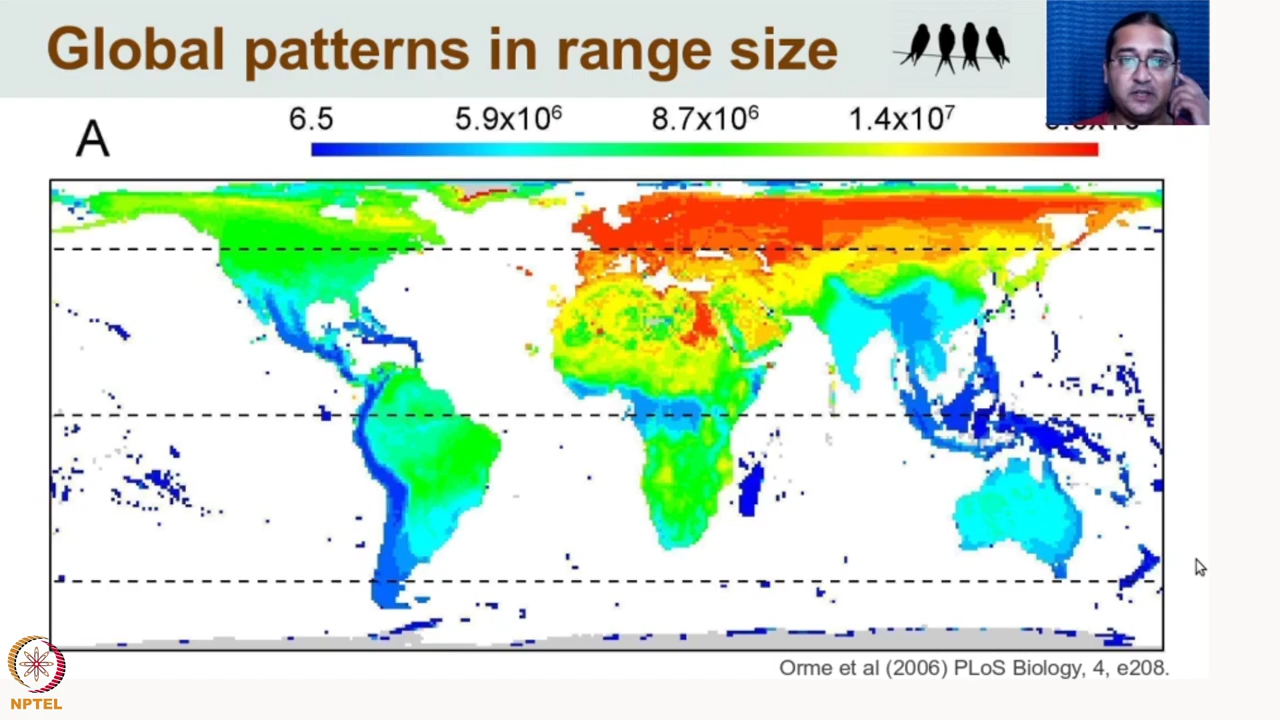 Global patterns in range size
A
6.5 5.9x10⁶ 8.7x10⁶ 1.4x10⁷
Orme et al (2006) PLoS Biology, 4, e208.
NPTEL